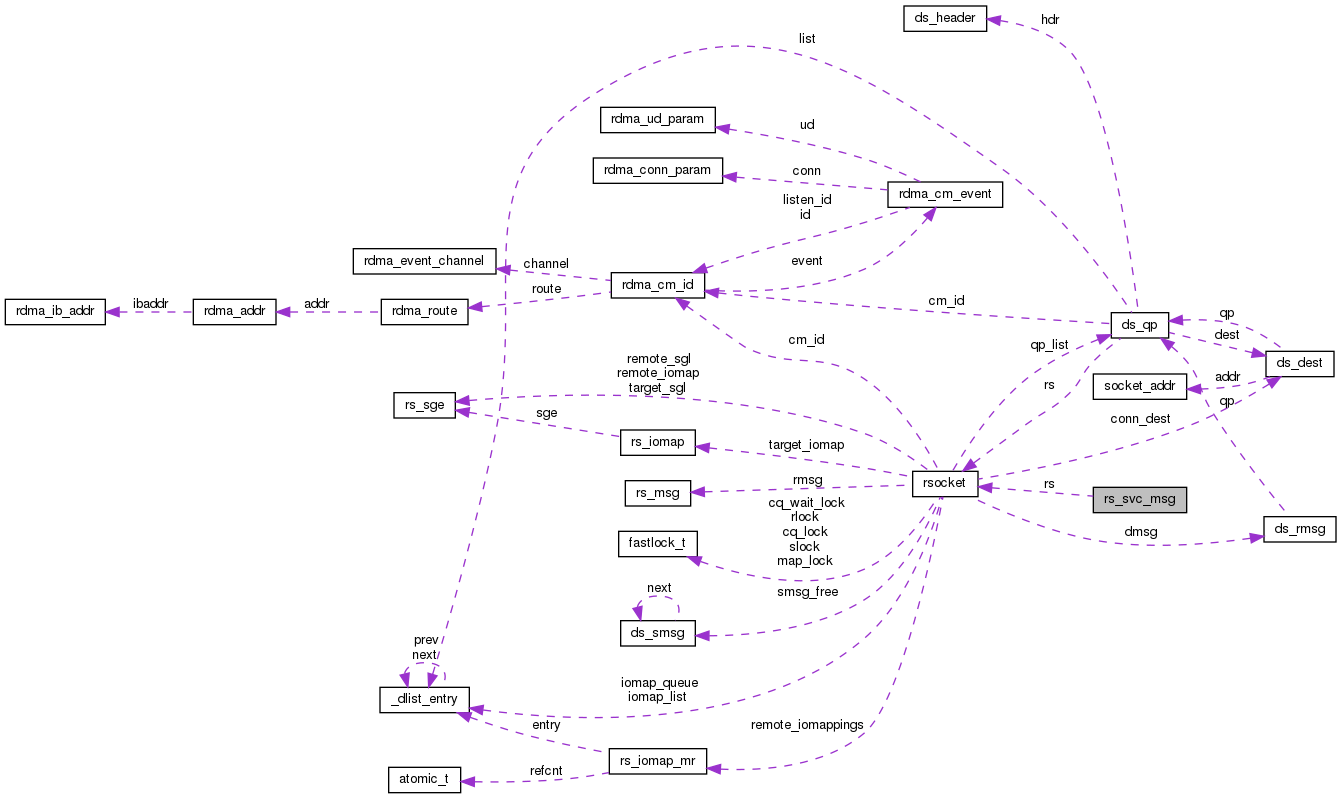 ds_header
hdr
list
rdma_ud_param
ud
rdma_conn_param
conn
rdma_cm_event
listen_id
id
rdma_event_channel
channel
event
rdma_cm_id
rdma_ib_addr
ibaddr
rdma_addr
addr
rdma_route
route
cm_id
ds_qp
qp
dest
ds_dest
cm_id
qp_list
rs
socket_addr
addr
qp
remote_sgl
remote_iomap
target_sgl
rs_sge
sge
rs_iomap
target_iomap
conn_dest
rs_msg
rmsg
rsocket
rs
rs_svc_msg
cq_wait_lock
rlock
cq_lock
slock
map_lock
fastlock_t
dmsg
ds_rmsg
next
ds_smsg
smsg_free
prev
next
_dlist_entry
iomap_queue
iomap_list
entry
remote_iomappings
rs_iomap_mr
atomic_t
refcnt